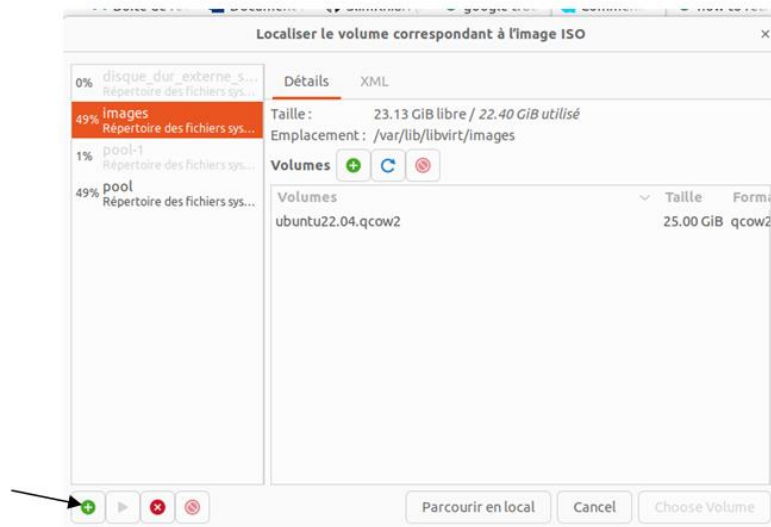 Localiser le volume correspondant à l'image ISO ×
0% disque_dur_externe_s...
Répertoire des fichiers sys...
49% images
Répertoire des fichiers sys...
1% pool-1
Répertoire des fichiers sys...
49% pool
Répertoire des fichiers sys...
Détails XML
Taille : 23.13 GiB libre / 22.40 GiB utilisé
Emplacement : /var/lib/libvirt/images
Volumes
Volumes Taille Forma
ubuntu22.04.qcow2 25.00 GiB qcow2
Parcourir en local Cancel Choose Volume